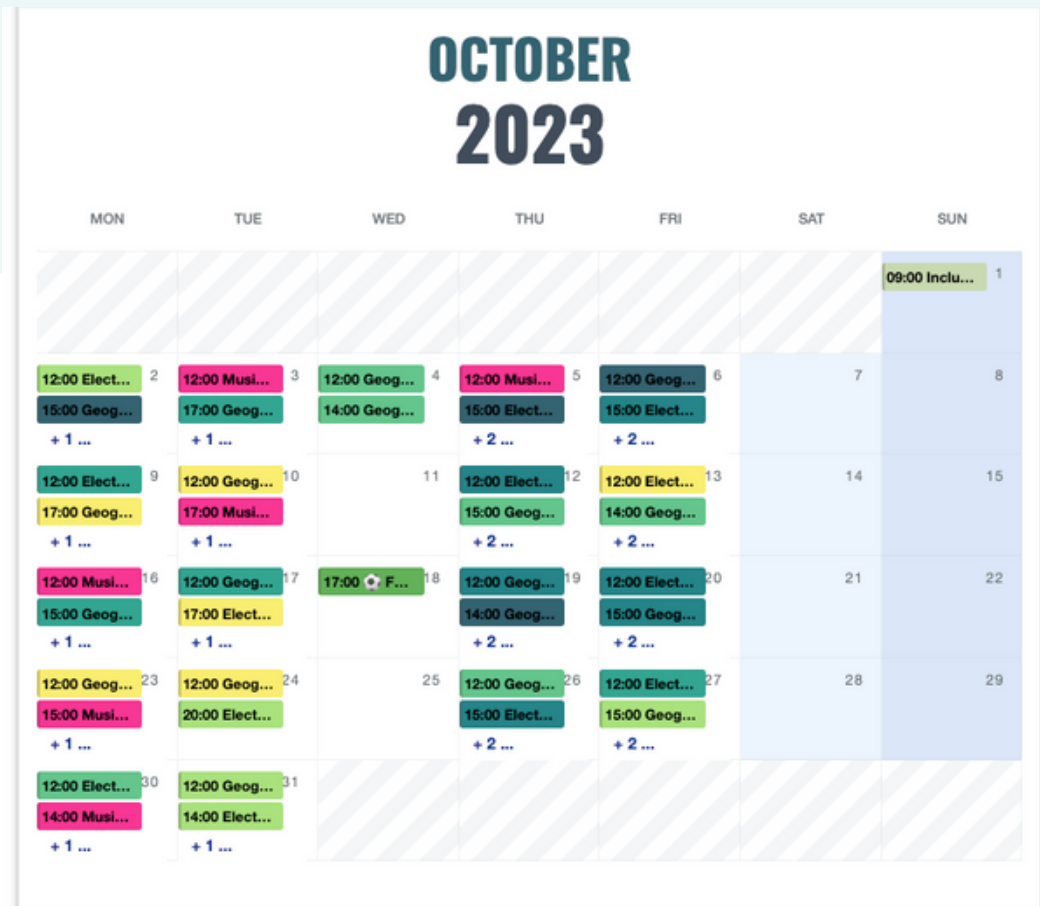 OCTOBER
2023
MON TUE WED THU FRI SAT SUN
09:00 Inclu... 1
12:00 Elect... 2 12:00 Musi... 3 12:00 Geog... 4 12:00 Musi... 5 12:00 Geog... 6 7 8
15:00 Geog... 17:00 Geog... 14:00 Geog... 15:00 Elect... 15:00 Elect...
+ 1 ... + 1 ... + 2 ... + 2 ...
12:00 Elect... 9 12:00 Geog... 10 11 12:00 Elect... 12 12:00 Elect... 13 14 15
17:00 Geog... 17:00 Musi... 15:00 Geog... 14:00 Geog...
+ 1 ... + 1 ... + 2 ... + 2 ...
12:00 Musi... 16 12:00 Geog... 17 17:00 ⚽ F... 18 12:00 Geog... 19 12:00 Elect... 20 21 22
15:00 Geog... 17:00 Elect... 14:00 Geog... 15:00 Geog...
+ 1 ... + 1 ... + 2 ... + 2 ...
12:00 Geog... 23 12:00 Geog... 24 25 12:00 Geog... 26 12:00 Elect... 27 28 29
15:00 Musi... 20:00 Elect... 15:00 Elect... 15:00 Geog...
+ 1 ... + 2 ... + 2 ...
12:00 Elect... 30 12:00 Geog... 31
14:00 Musi... 14:00 Elect...
+ 1 ... + 1 ...